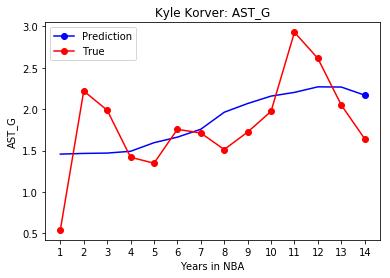 Kyle Korver: AST_G
Prediction
True
3.0
2.5
2.0
1.5
1.0
0.5
AST_G
1 2 3 4 5 6 7 8 9 10 11 12 13 14
Years in NBA